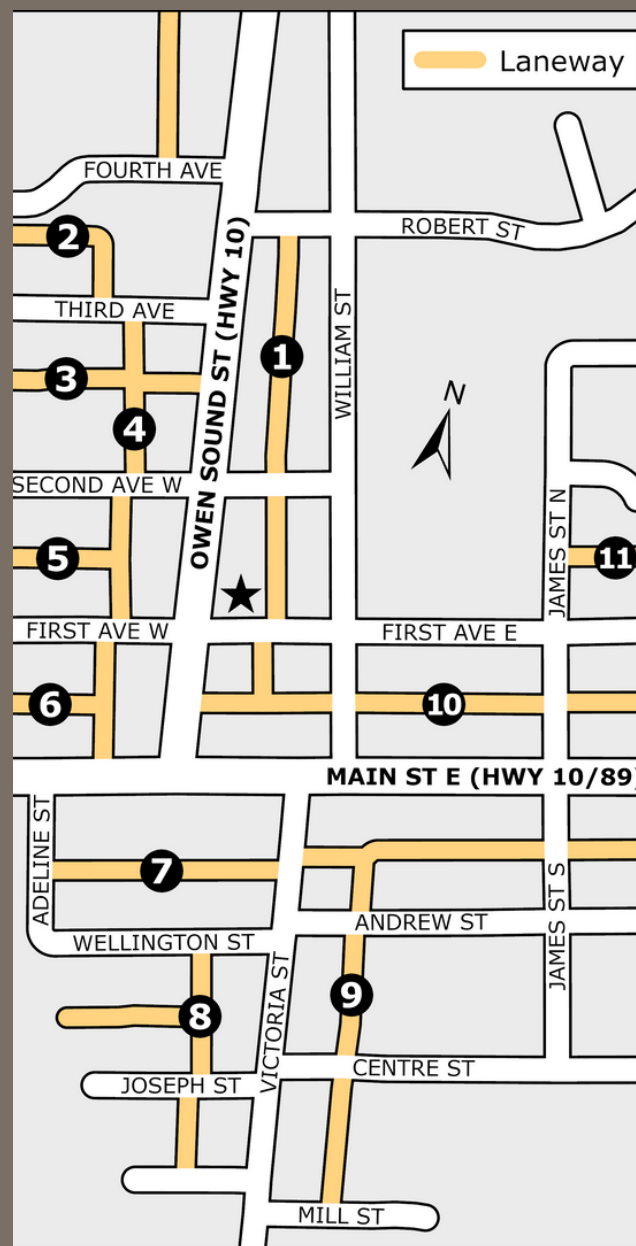 Laneway
FOURTH AVE
OWEN SOUND ST (HWY 10)
ROBERT ST
2
THIRD AVE
WILLIAM ST
1
3
N
4
SECOND AVE W
JAMES ST N
5
11
FIRST AVE W
FIRST AVE E
6
10
MAIN ST E (HWY 10/89)
ADELINE ST
7
JAMES ST S
ANDREW ST
WELLINGTON ST
VICTORIA ST
9
8
CENTRE ST
JOSEPH ST
MILL ST